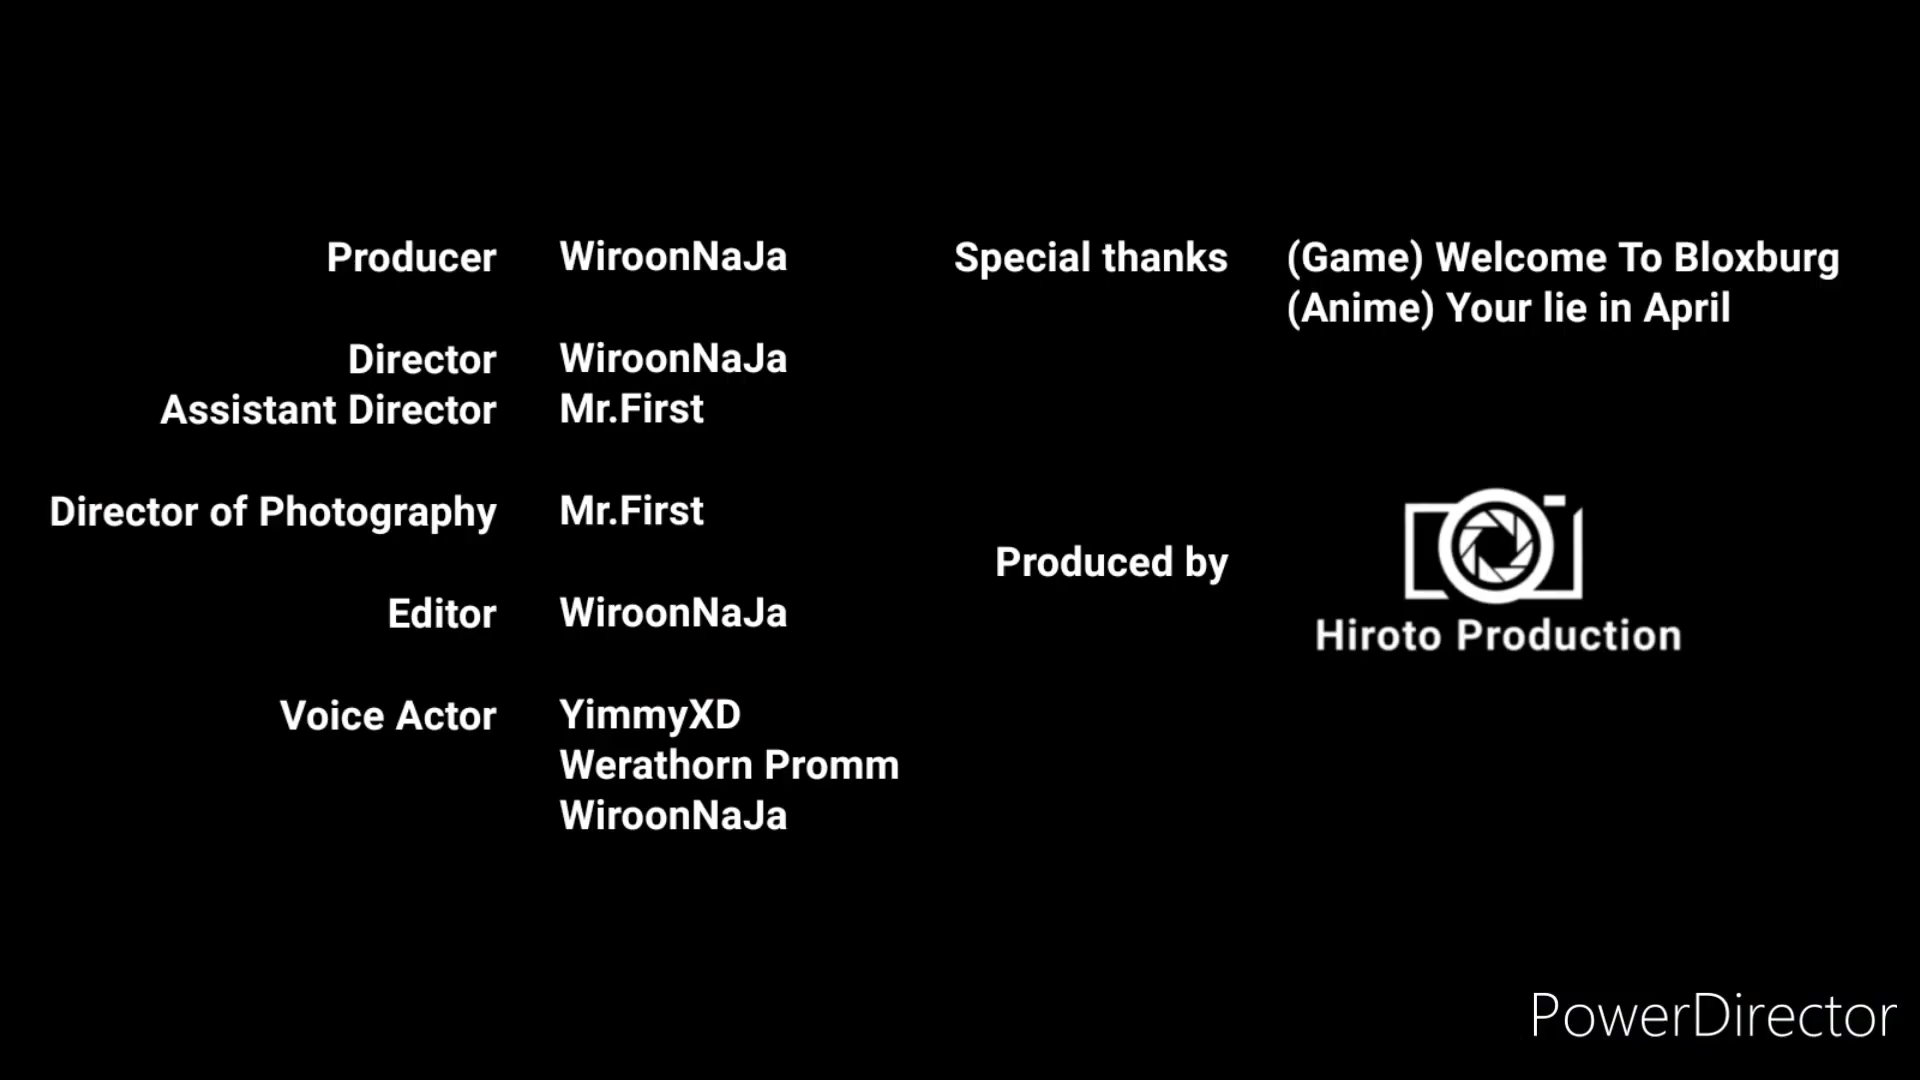 Producer WiroonNaJa
Director WiroonNaJa
Assistant Director Mr.First
Director of Photography Mr.First
Editor WiroonNaJa
Voice Actor YimmyXD
Werathorn Promm
WiroonNaJa
Special thanks (Game) Welcome To Bloxburg
(Anime) Your lie in April
Produced by
Hiroto Production
PowerDirector